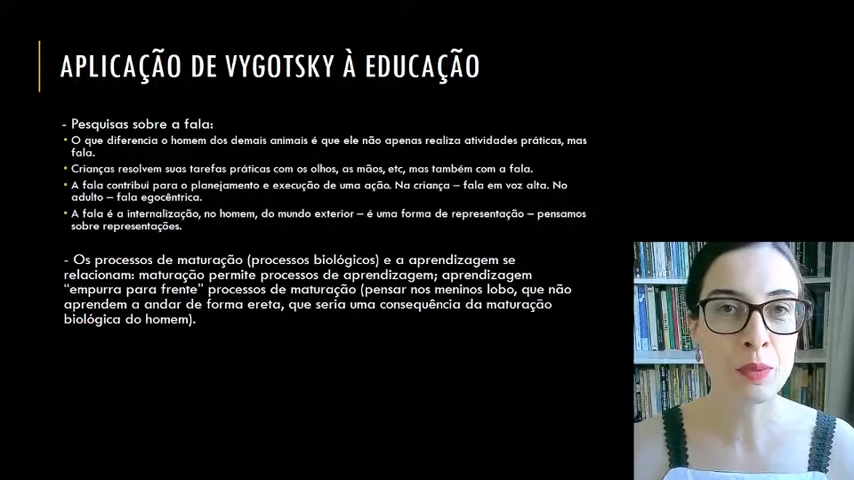 APLICAÇÃO DE VYGOTSKY À EDUCAÇÃO
- Pesquisas sobre a fala:
• O que diferencia o homem dos demais animais é que ele não apenas realiza atividades práticas, mas
fala.
• Crianças resolvem suas tarefas práticas com os olhos, as mãos, etc, mas também com a fala.
• A fala contribui para o planejamento e execução de uma ação. Na criança – fala em voz alta. No
adulto – fala egocêntrica.
• A fala é a internalização, no homem, do mundo exterior – é uma forma de representação – pensamos
sobre representações.
- Os processos de maturação (processos biológicos) e a aprendizagem se
relacionam: maturação permite processos de aprendizagem; aprendizagem
“empurra para frente” processos de maturação (pensar nos meninos lobo, que não
aprendem a andar de forma ereta, que seria uma consequência da maturação
biológica do homem).